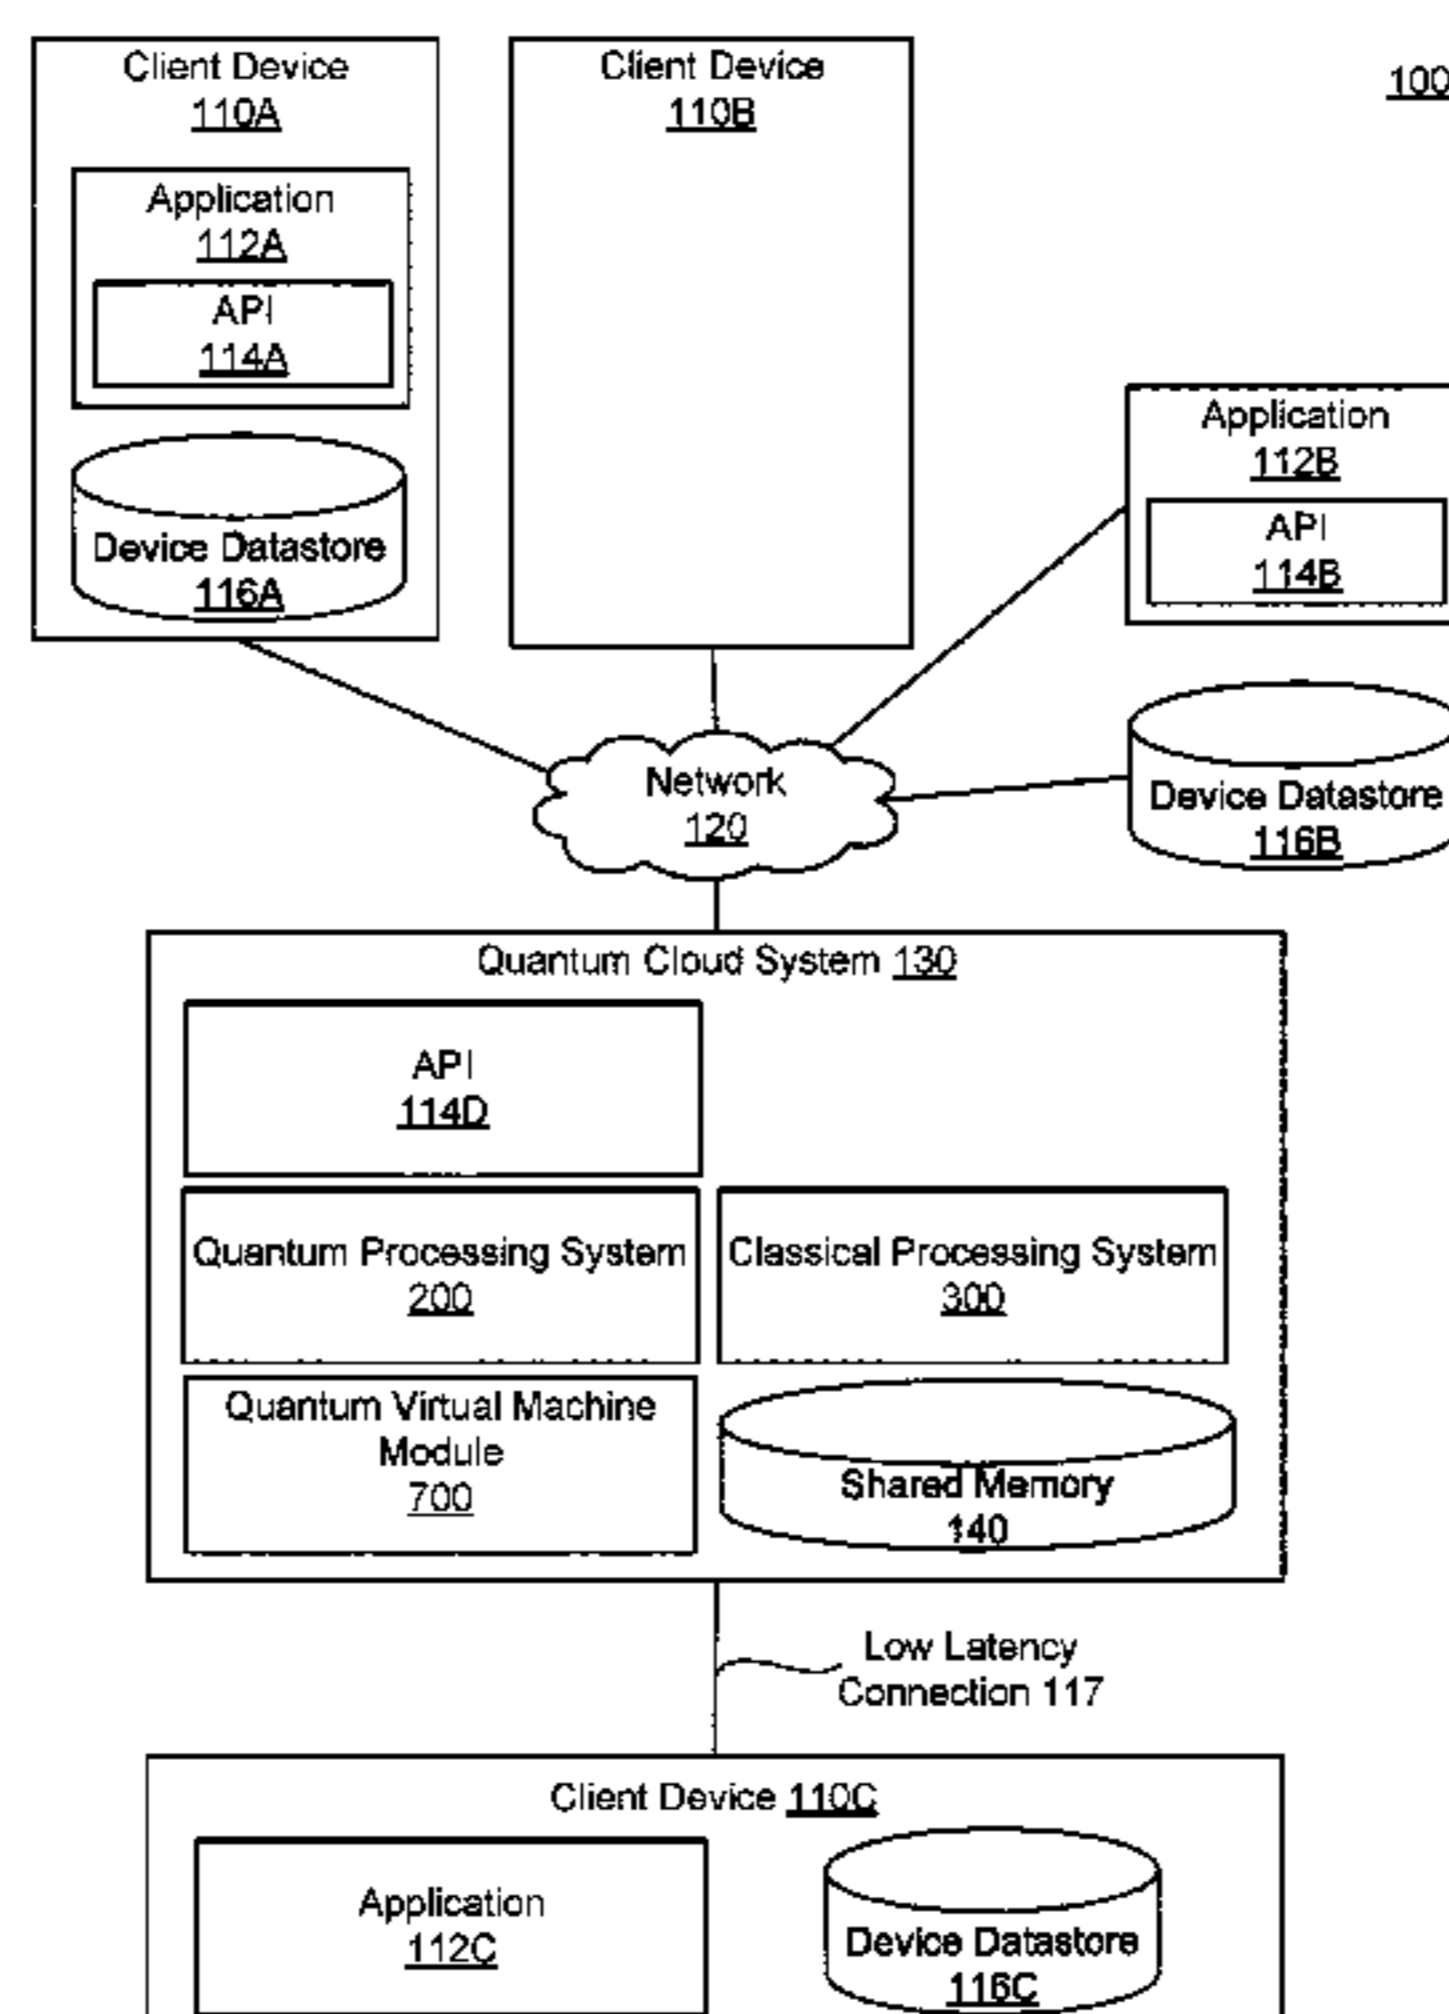 Client Device
110A
Application
112A
API
114A
Device Datastore
116A
Client Device
110B
100
Application
112B
API
114B
Device Datastore
116B
Network
120
Quantum Cloud System 130
API
114D
Quantum Processing System
200
Classical Processing System
300
Quantum Virtual Machine
Module
700
Shared Memory
140
Low Latency
Connection 117
Client Device 110C
Application
112C
Device Datastore
116C